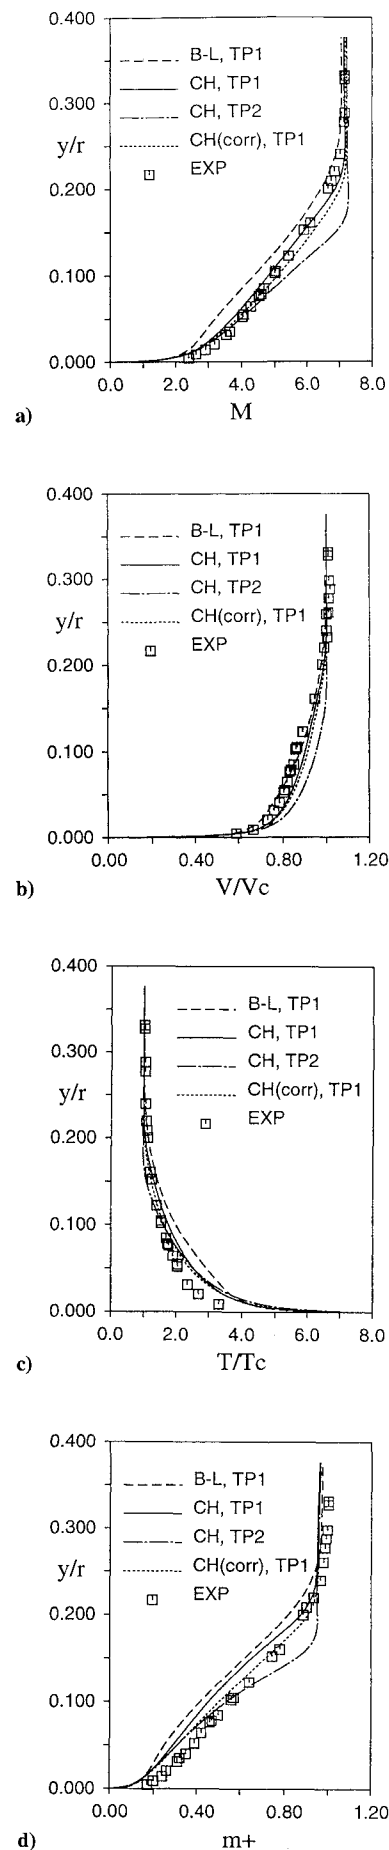 0.400
B-L, TP1
0.300
CH, TP1
CH, TP2
y/r
CH(corr), TP1
EXP
0.200
0.100
0.000
0.0 2.0 4.0 6.0 8.0
a) M
0.400
B-L, TP1
CH, TP1
0.300
CH, TP2
y/r
CH(corr), TP1
EXP
0.200
0.100
0.000
0.00 0.40 0.80 1.20
b) V/Vc
0.400
B-L, TP1
CH, TP1
0.300
CH, TP2
y/r
CH(corr), TP1
EXP
0.200
0.100
0.000
0.0 2.0 4.0 6.0 8.0
c) T/Tc
0.400
B-L, TP1
CH, TP1
0.300
CH, TP2
y/r
CH(corr), TP1
EXP
0.200
0.100
0.000
0.00 0.40 0.80 1.20
d) m+